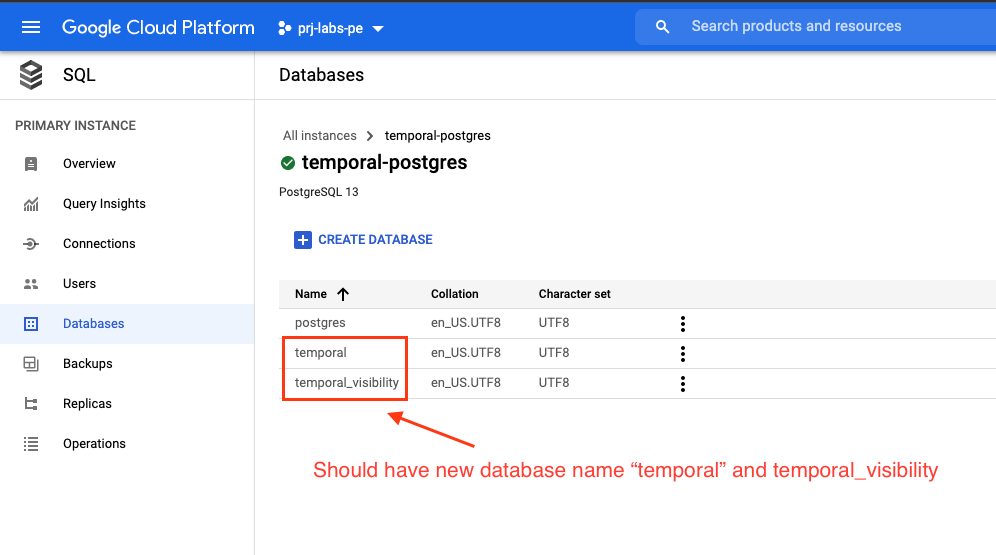 Google Cloud Platform prj-labs-pe Search products and resources
SQL Databases
PRIMARY INSTANCE
Overview
Query Insights
Connections
Users
Databases
Backups
Replicas
Operations
All instances temporal-postgres
temporal-postgres
PostgreSQL 13
CREATE DATABASE
Name Collation Character set
postgres en_US.UTF8 UTF8
temporal en_US.UTF8 UTF8
temporal_visibility en_US.UTF8 UTF8
Should have new database name “temporal” and temporal_visibility